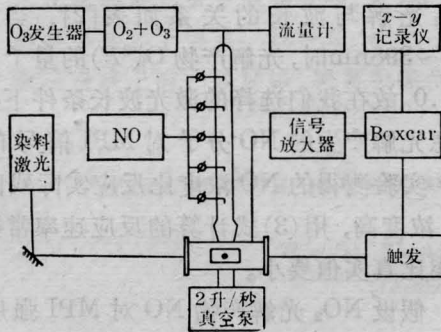 O₃发生器
O₂+O₃
流量计
x-y
记录仪
染料
激光
NO
信号
放大器
Boxcar
触发
2升/秒
真空泵